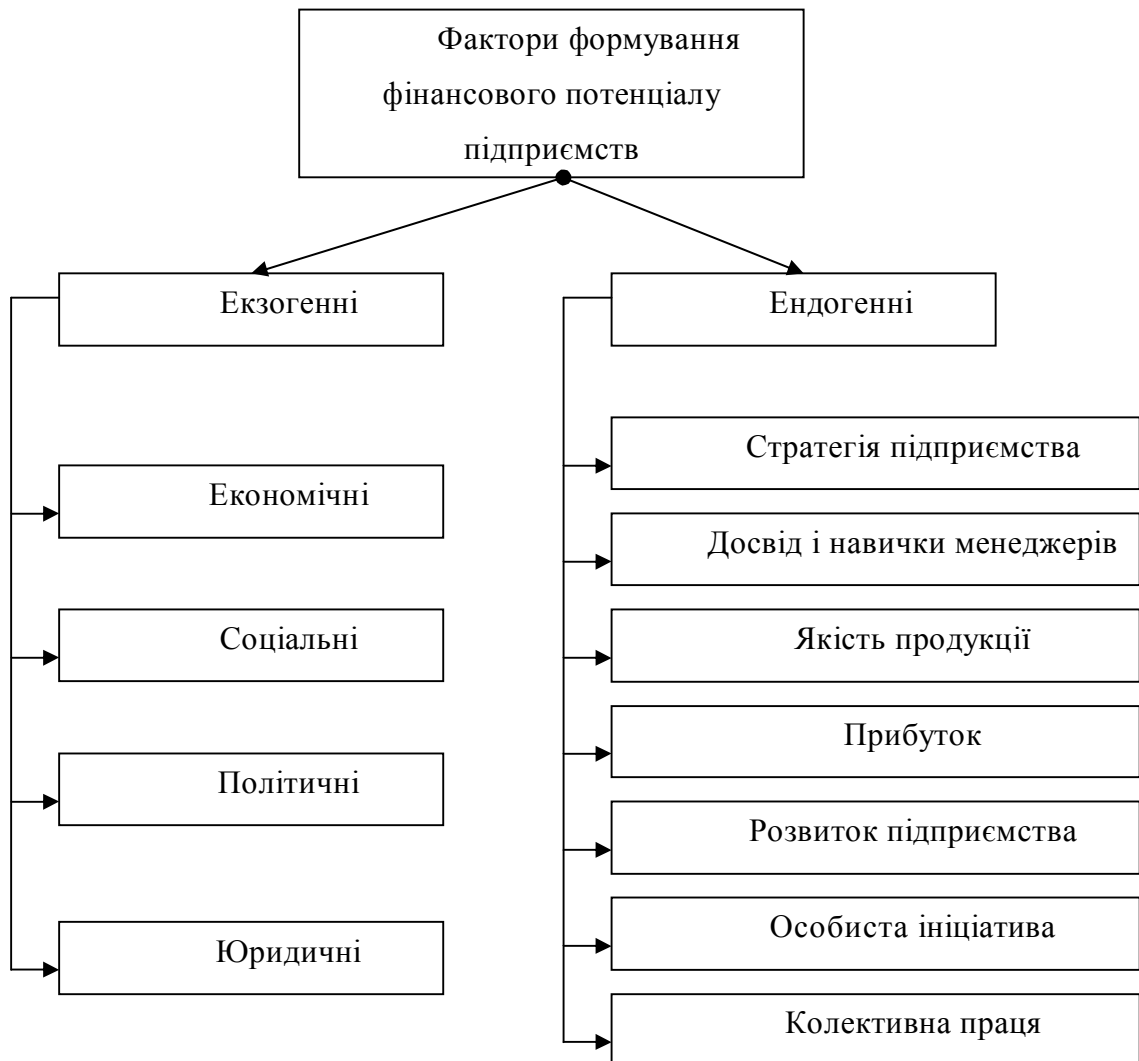 Фактори формування
фінансового потенціалу
підприємств
Екзогенні
Економічні
Соціальні
Політичні
Юридичні
Ендогенні
Стратегія підприємства
Досвід і навички менеджерів
Якість продукції
Прибуток
Розвиток підприємства
Особиста ініціатива
Колективна праця